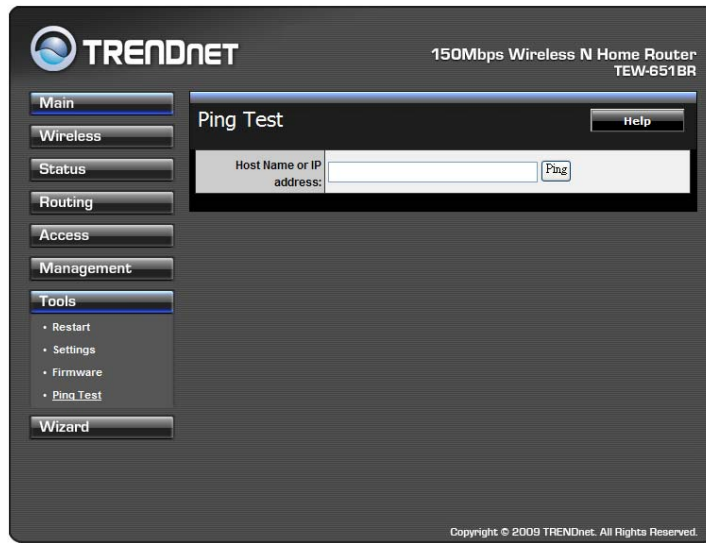 TRENDNET
150Mbps Wireless N Home Router
TEW-651BR
Main
Wireless
Status
Routing
Access
Management
Tools
• Restart
• Settings
• Firmware
• Ping Test
Wizard
Ping Test
Help
Host Name or IP
address:
Ping
Copyright © 2009 TRENDnet. All Rights Reserved.